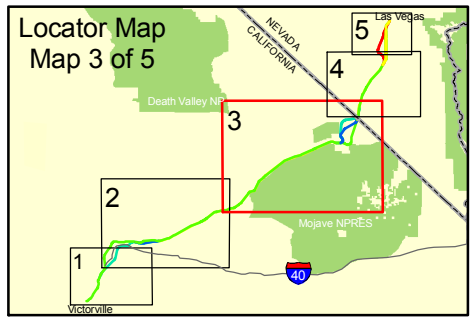 Locator Map
Map 3 of 5
NEVADA
CALIFORNIA
Las Vegas
5
4
Death Valley NP
3
2
Mojave NPRES
1
40
Victorville